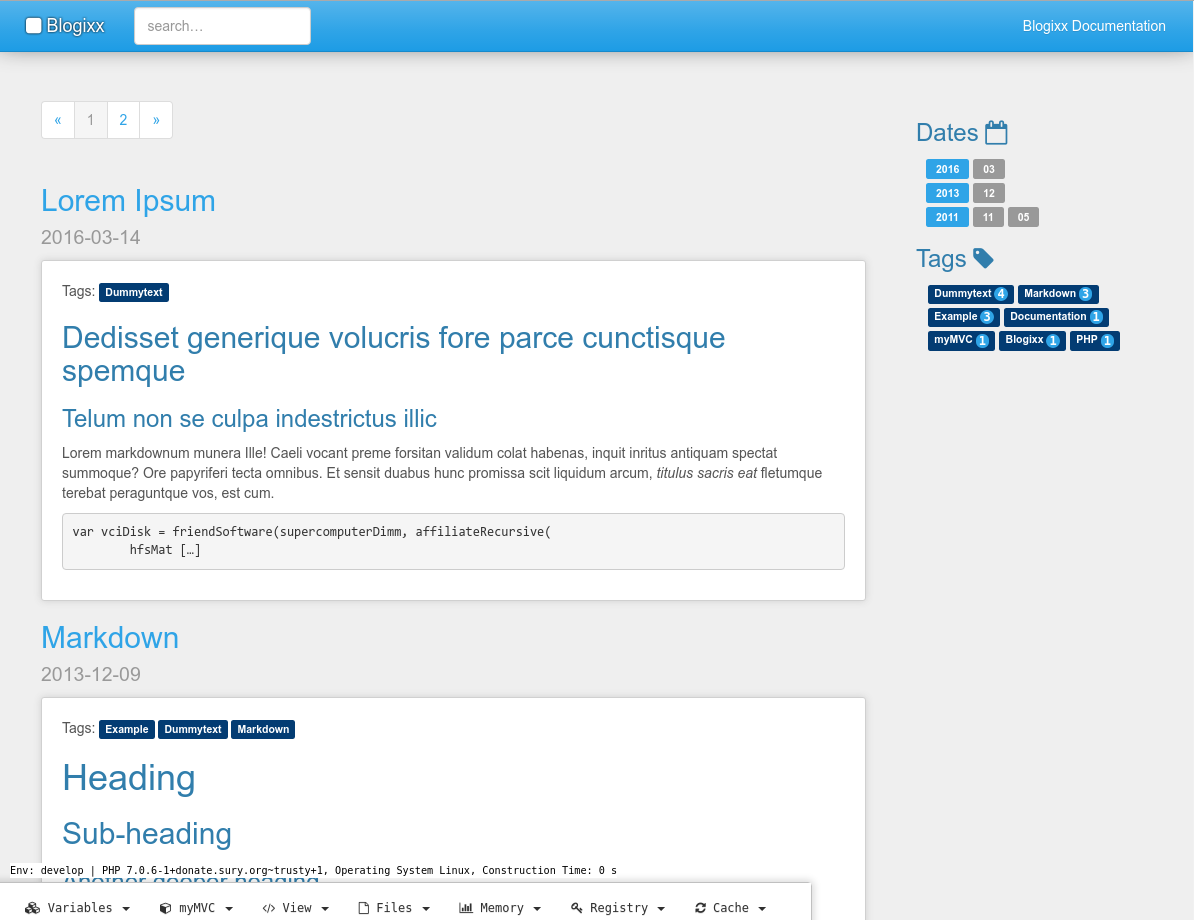 Blogixx
search…
Blogixx Documentation
« 1 2 »
Lorem Ipsum
2016-03-14
Tags: Dummytext
Dedisset generique volucris fore parce cunctisque
spemque
Telum non se culpa indestrictus illic
Lorem markdownum munera Ille! Caeli vocant preme forsitan validum colat habenas, inquit inritus antiquam spectat
summoque? Ore papyriferi tecta omnibus. Et sensit duabus hunc promissa scit liquidum arcum, titulus sacris eat fletumque
terebat peraguntque vos, est cum.
var vciDisk = friendSoftware(supercomputerDimm, affiliateRecursive(
hfsMat […]
Markdown
2013-12-09
Tags: Example Dummytext Markdown
Heading
Sub-heading
Another deeper heading
Dates
2016 03
2013 12
2011 11 05
Tags
Dummytext 4 Markdown 3
Example 3 Documentation 1
myMVC 1 Blogixx 1 PHP 1
Env: develop | PHP 7.0.6-1+donate.sury.org~trusty+1, Operating System Linux, Construction Time: 0 s
Variables myMVC View Files Memory Registry Cache